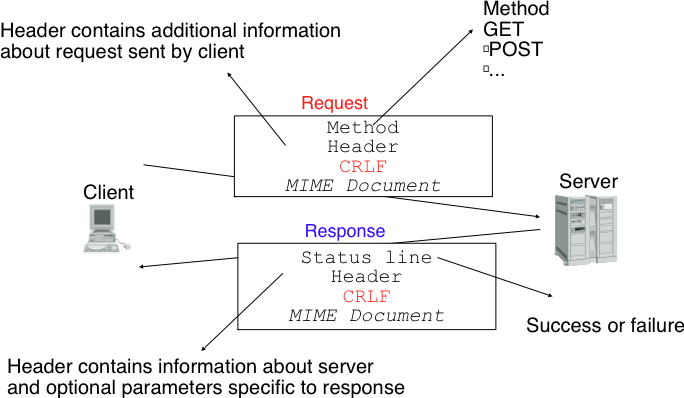 Header contains additional information
about request sent by client
Method
GET
POST
...
Request
Method
Header
CRLF
MIME Document
Client
Server
Response
Status line
Header
CRLF
MIME Document
Success or failure
Header contains information about server
and optional parameters specific to response